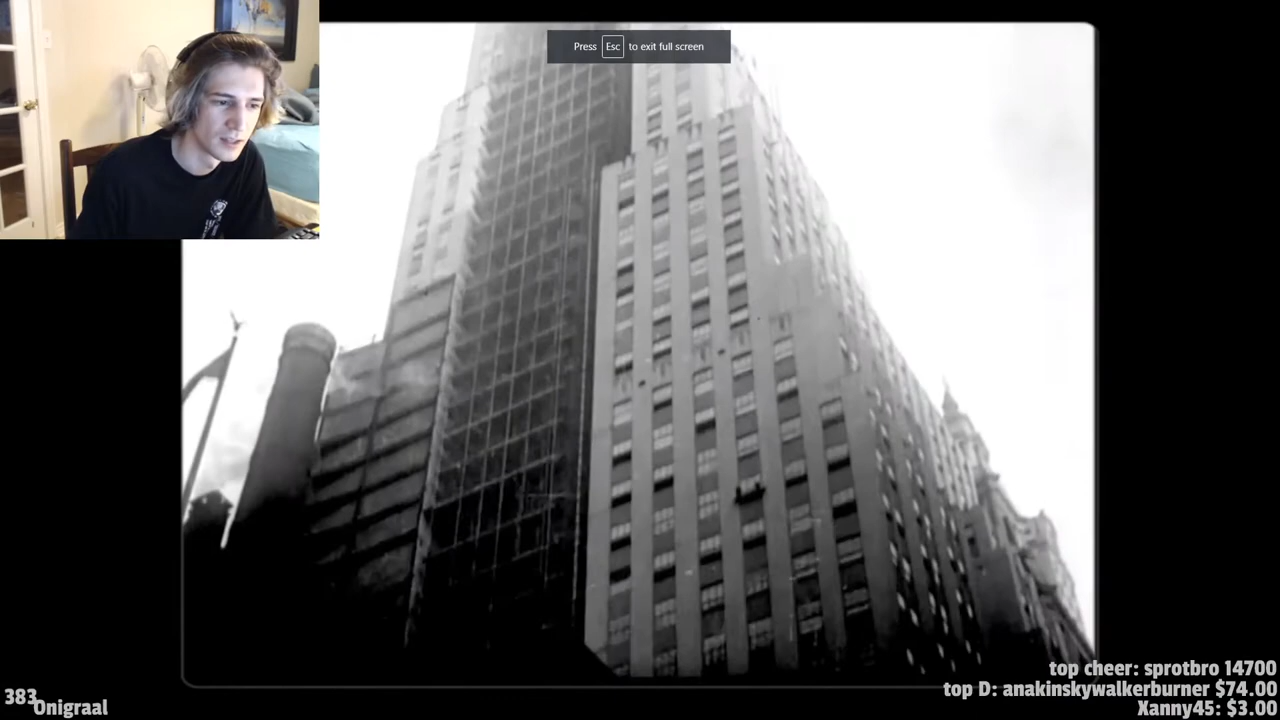 Press Esc to exit full screen
top cheer: sprotbro 14700
top D: anakinskywalkerburner $74.00
Xanny45: $3.00
383
Onigraal